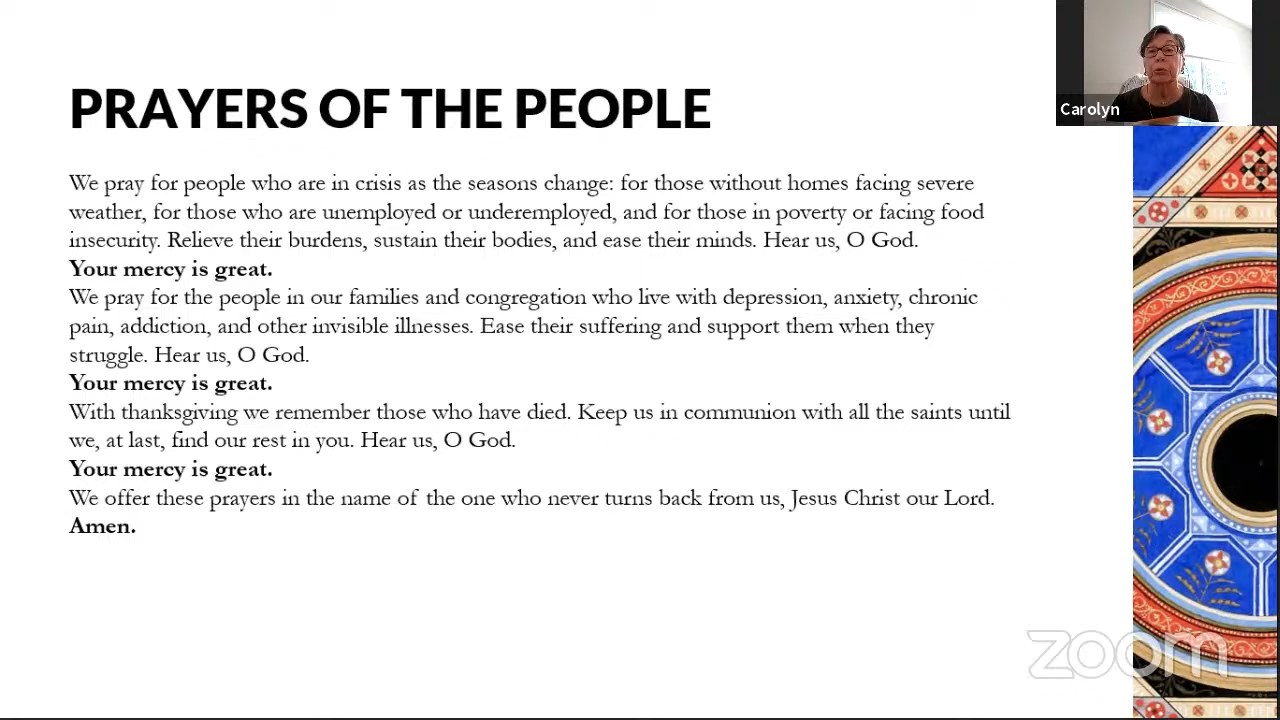 PRAYERS OF THE PEOPLE
We pray for people who are in crisis as the seasons change: for those without homes facing severe
weather, for those who are unemployed or underemployed, and for those in poverty or facing food
insecurity. Relieve their burdens, sustain their bodies, and ease their minds. Hear us, O God.
Your mercy is great.
We pray for the people in our families and congregation who live with depression, anxiety, chronic
pain, addiction, and other invisible illnesses. Ease their suffering and support them when they
struggle. Hear us, O God.
Your mercy is great.
With thanksgiving we remember those who have died. Keep us in communion with all the saints until
we, at last, find our rest in you. Hear us, O God.
Your mercy is great.
We offer these prayers in the name of the one who never turns back from us, Jesus Christ our Lord.
Amen.
Carolyn
zoom